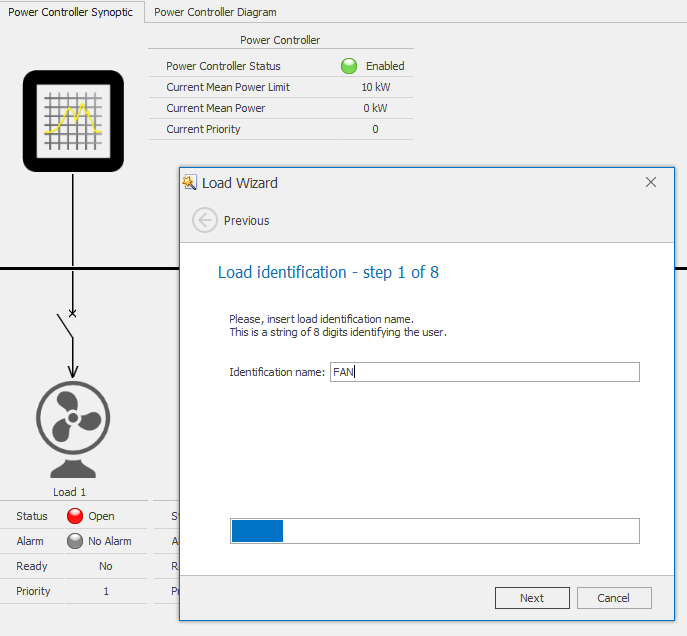 Power Controller Synoptic
Power Controller Diagram
Power Controller
Power Controller Status Enabled
Current Mean Power Limit 10 kW
Current Mean Power 0 kW
Current Priority 0
Load Wizard
Previous
Load identification - step 1 of 8
Please, insert load identification name.
This is a string of 8 digits identifying the user.
Identification name: FAN
Next
Cancel
Load 1
Status Open
Alarm No Alarm
Ready No
Priority 1